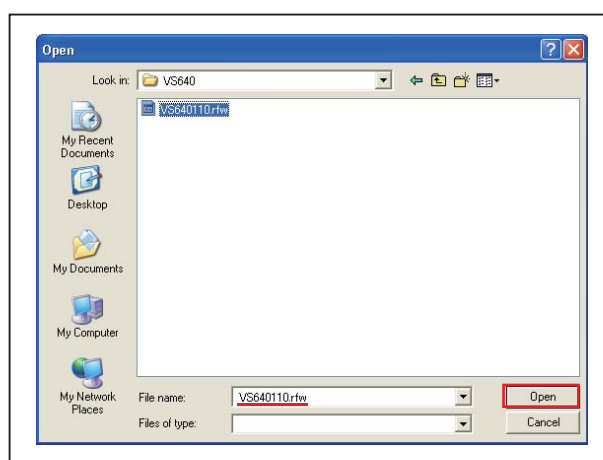 Open
Look in: VS640
VS640110.rfw
My Recent
Documents
Desktop
My Documents
My Computer
My Network
Places
File name: VS640110.rfw Open
Files of type: Cancel